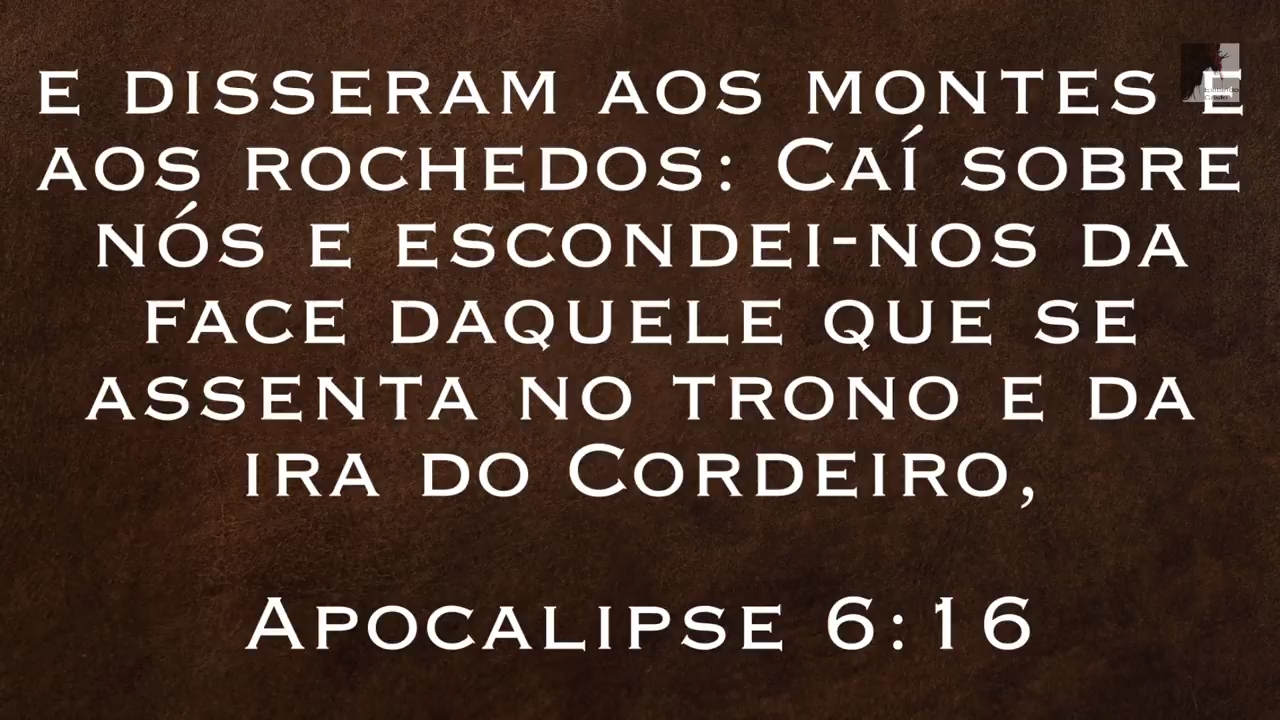 E DISSERAM AOS MONTES E
AOS ROCHEDOS: CAÍ SOBRE
NÓS E ESCONDEI-NOS DA
FACE DAQUELE QUE SE
ASSENTA NO TRONO E DA
IRA DO CORDEIRO,
APOCALIPSE 6:16